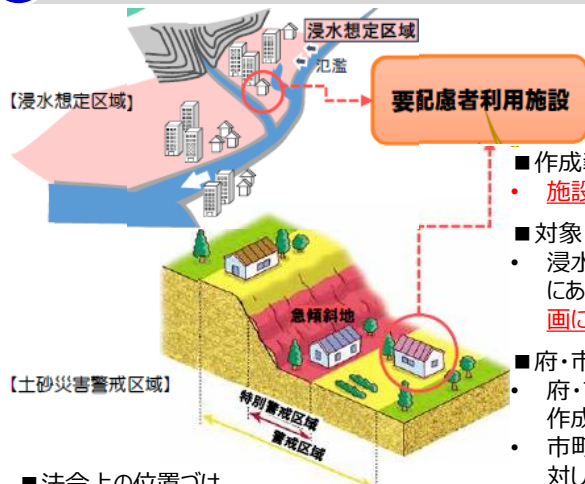 浸水想定区域
氾濫
【浸水想定区域】
要配慮者利用施設
■作成
• 施設
■対象
• 浸水
にあ
画に
急傾斜地
■府・市
【土砂災害警戒区域】
• 府・
作成
特別警戒区域
• 市町
警戒区域
対し
■法令上の位置づけ